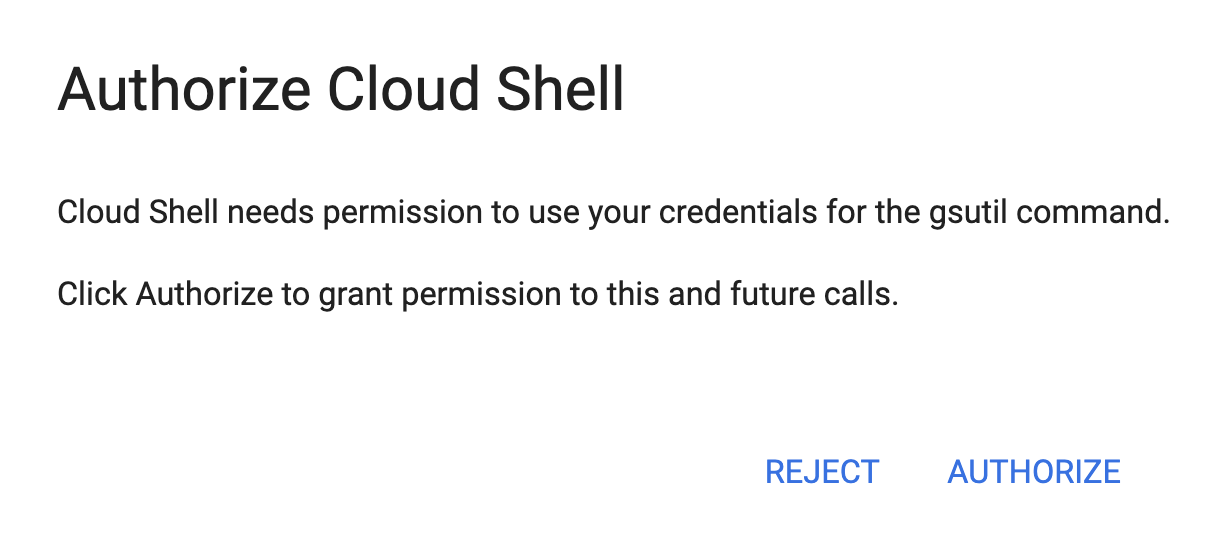 Authorize Cloud Shell
Cloud Shell needs permission to use your credentials for the gsutil command.
Click Authorize to grant permission to this and future calls.
REJECT AUTHORIZE